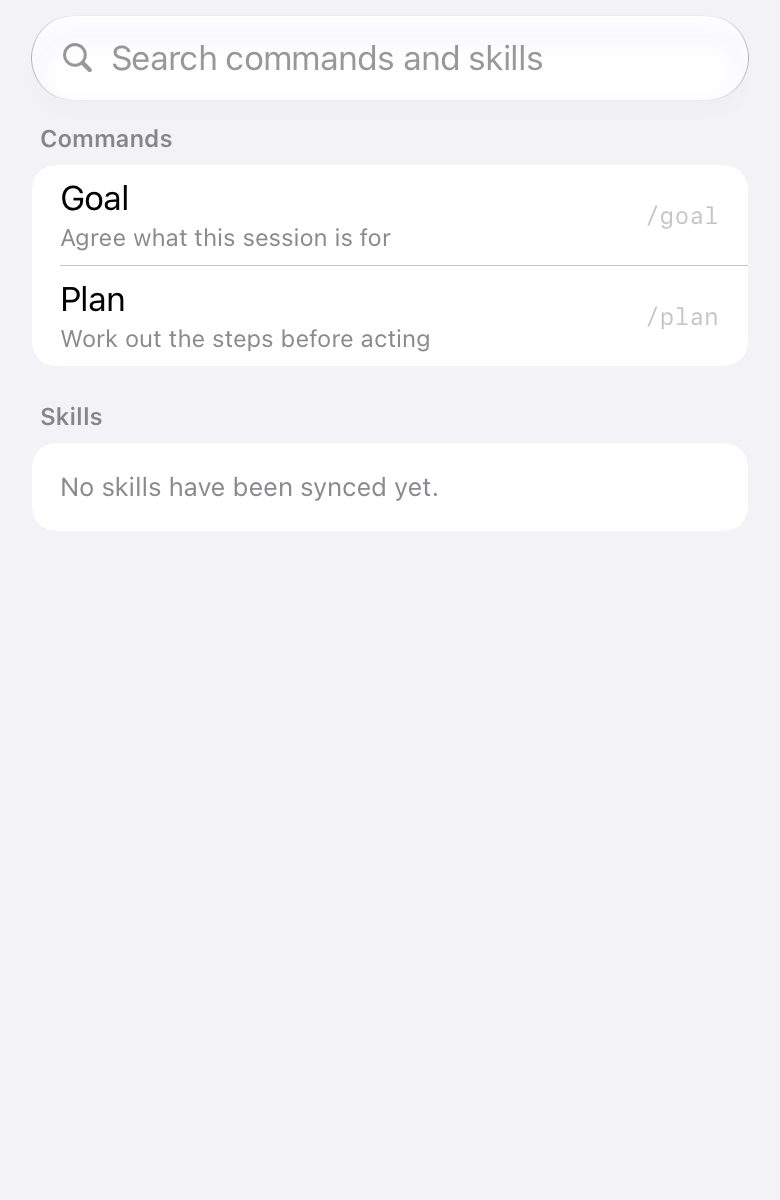 Search commands and skills
Commands
Goal
Agree what this session is for
/goal
Plan
Work out the steps before acting
/plan
Skills
No skills have been synced yet.